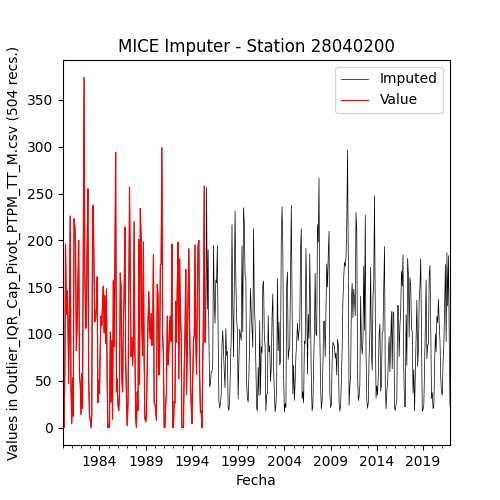 MICE Imputer - Station 28040200
Imputed
Value
Values in Outlier_IQR_Cap_Pivot_PTPM_TT_M.csv (504 recs.)
350
300
250
200
150
100
50
0
1984 1989 1994 1999 2004 2009 2014 2019
Fecha